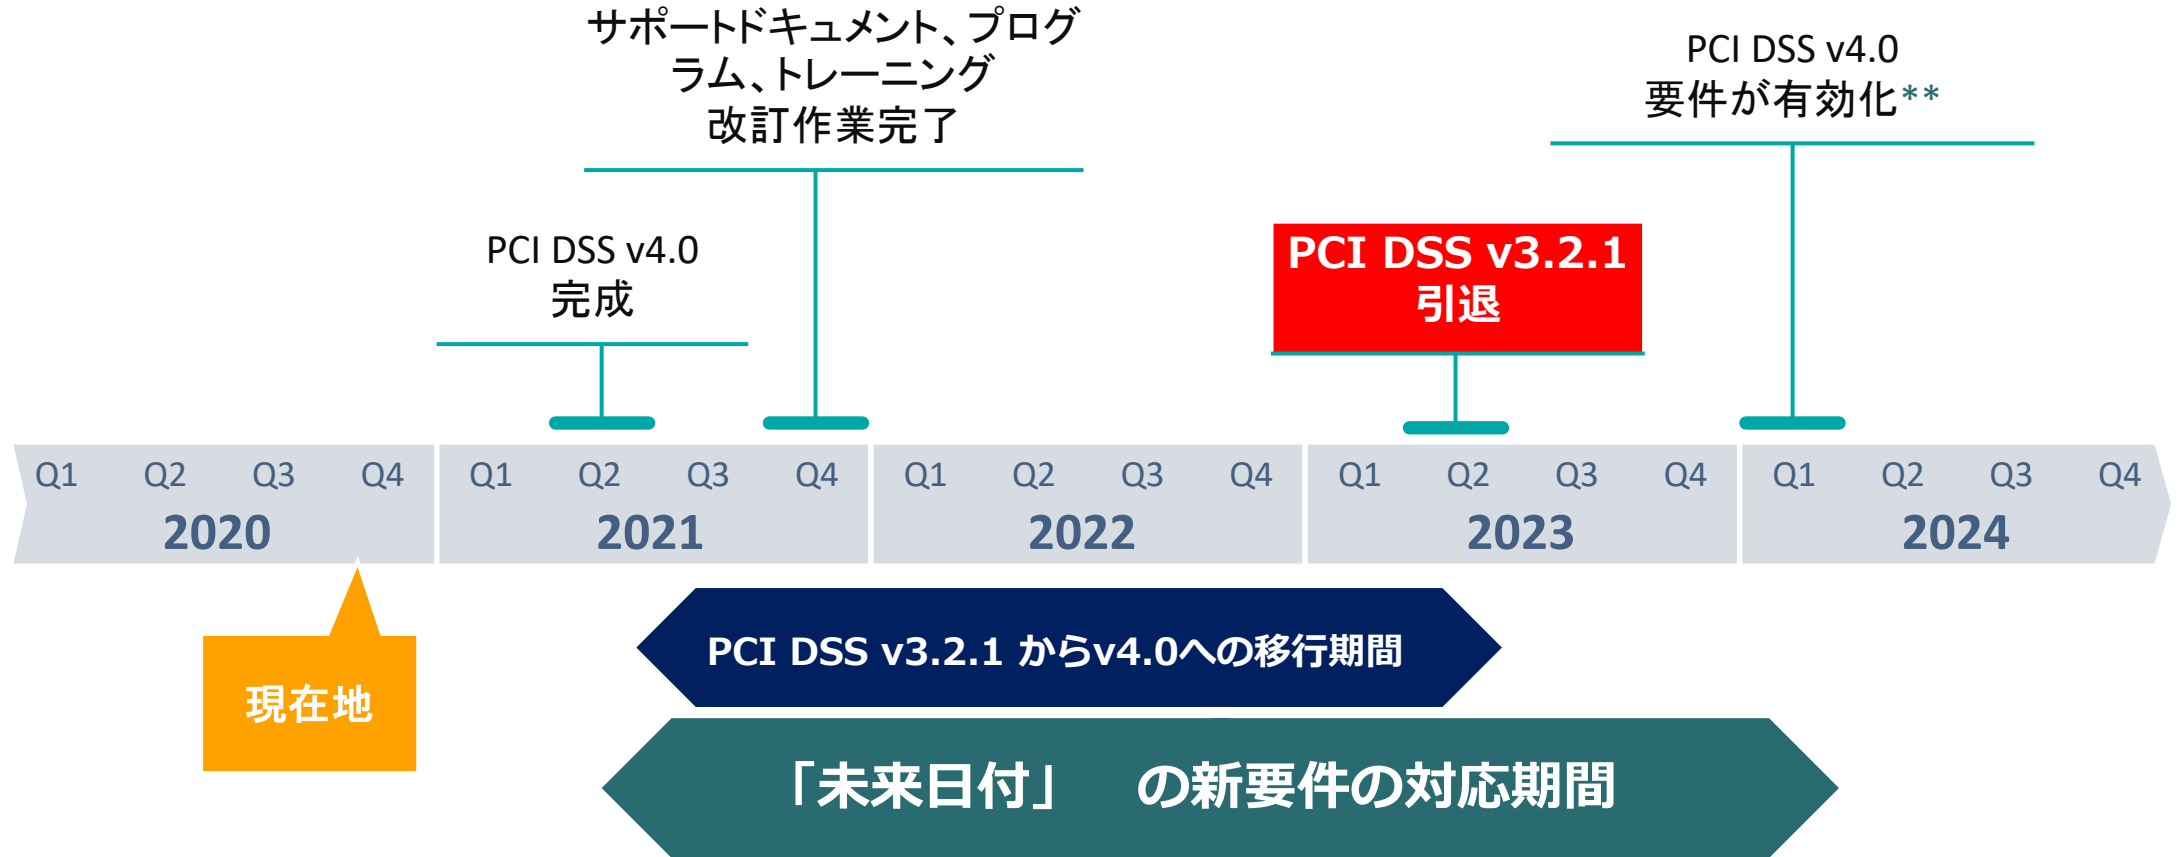 サポートドキュメント、プログ
ラム、トレーニング
改訂作業完了
PCI DSS v4.0
要件が有効化**
PCI DSS v4.0
完成
PCI DSS v3.2.1
引退
Q1 Q2 Q3 Q4 Q1 Q2 Q3 Q4 Q1 Q2 Q3 Q4 Q1 Q2 Q3 Q4 Q1 Q2 Q3 Q4
2020 2021 2022 2023 2024
PCI DSS v3.2.1 からv4.0への移行期間
現在地
「未来日付」 の新要件の対応期間